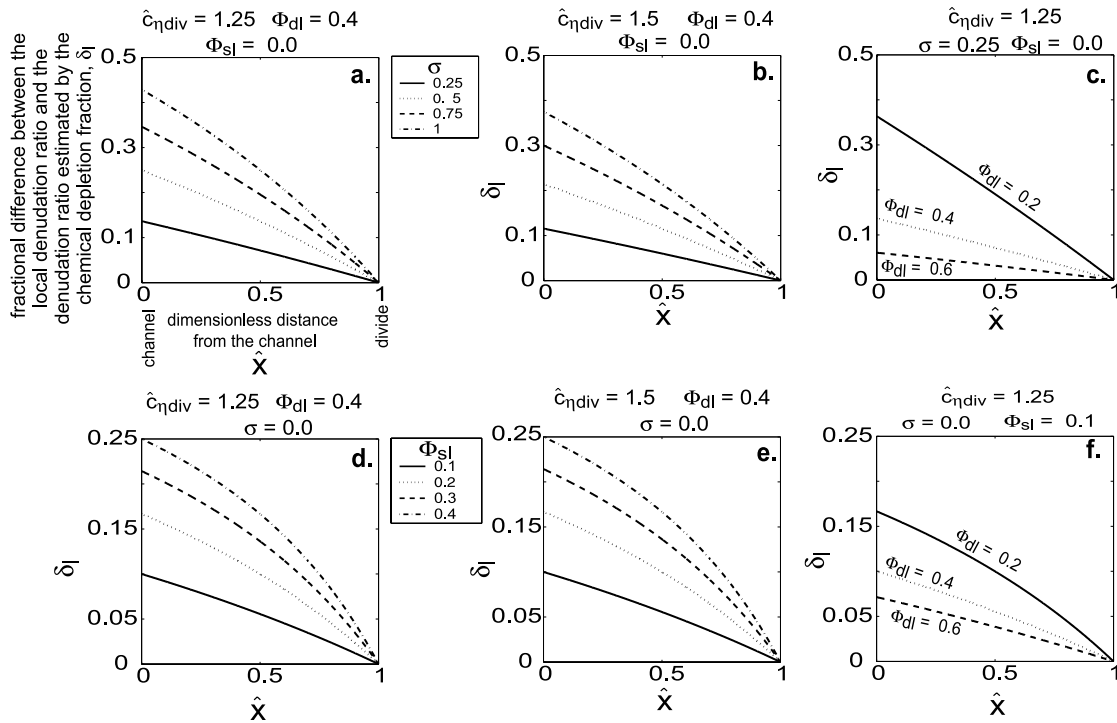 ĉηdiv = 1.25 Φdl = 0.4
Φsl = 0.0
fractional difference between the
local denudation ratio and the
denudation ratio estimated by the
chemical depletion fraction, δl
0.5
0.3
0.1
0
a.
0 0.5 1
channel
dimensionless distance
from the channel
divide
x̂
σ
0.25
0. 5
0.75
1
ĉηdiv = 1.5 Φdl = 0.4
Φsl = 0.0
b.
δl
0.5
0.3
0.1
0
0 0.5 1
x̂
ĉηdiv = 1.25
σ = 0.25 Φsl = 0.0
c.
δl
0.5
0.3
0.1
0
Φdl = 0.2
Φdl = 0.4
Φdl = 0.6
0 0.5 1
x̂
ĉηdiv = 1.25 Φdl = 0.4
σ = 0.0
d.
δl
0.25
0.15
0.05
0
0 0.5 1
x̂
Φsl
0.1
0.2
0.3
0.4
ĉηdiv = 1.5 Φdl = 0.4
σ = 0.0
e.
δl
0.25
0.15
0.05
0
0 0.5 1
x̂
ĉηdiv = 1.25
σ = 0.0 Φsl = 0.1
f.
δl
0.25
0.15
0.05
0
Φdl = 0.2
Φdl = 0.4
Φdl = 0.6
0 0.5 1
x̂